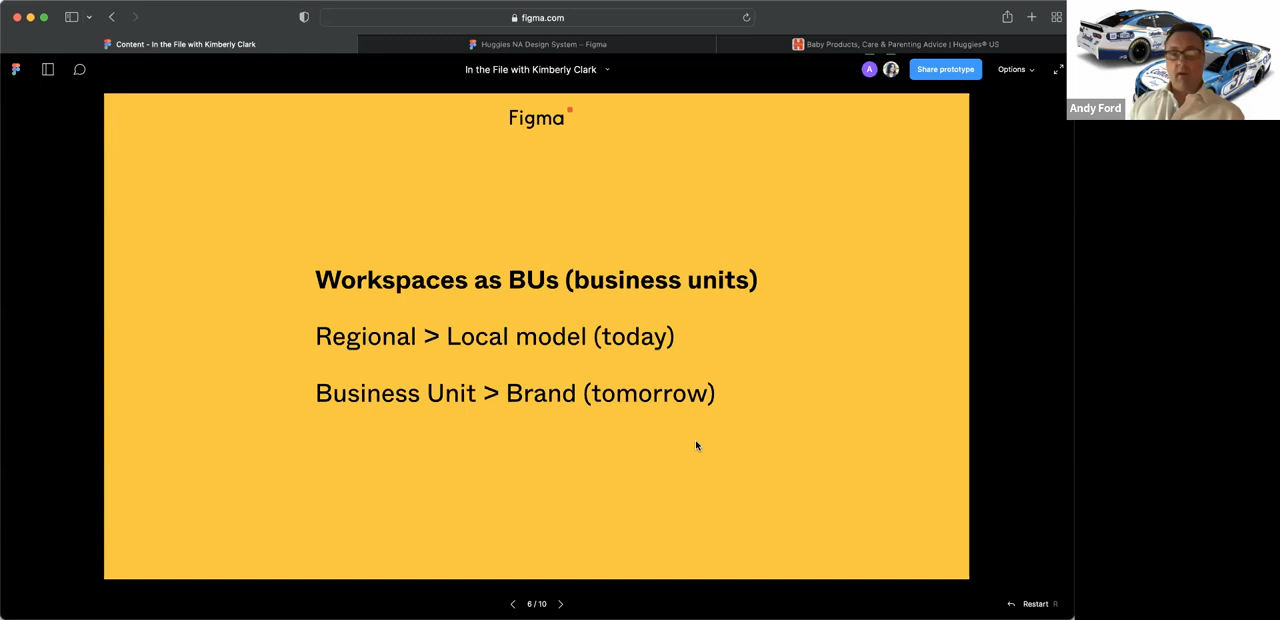 figma.com
Content - In the File with Kimberly Clark
Huggies NA Design System – Figma
Baby Products, Care & Parenting Advice | Huggies® US
In the File with Kimberly Clark
A
Share prototype
Options
Andy Ford
31
Figma
Workspaces as BUs (business units)
Regional > Local model (today)
Business Unit > Brand (tomorrow)
6 / 10
Restart R